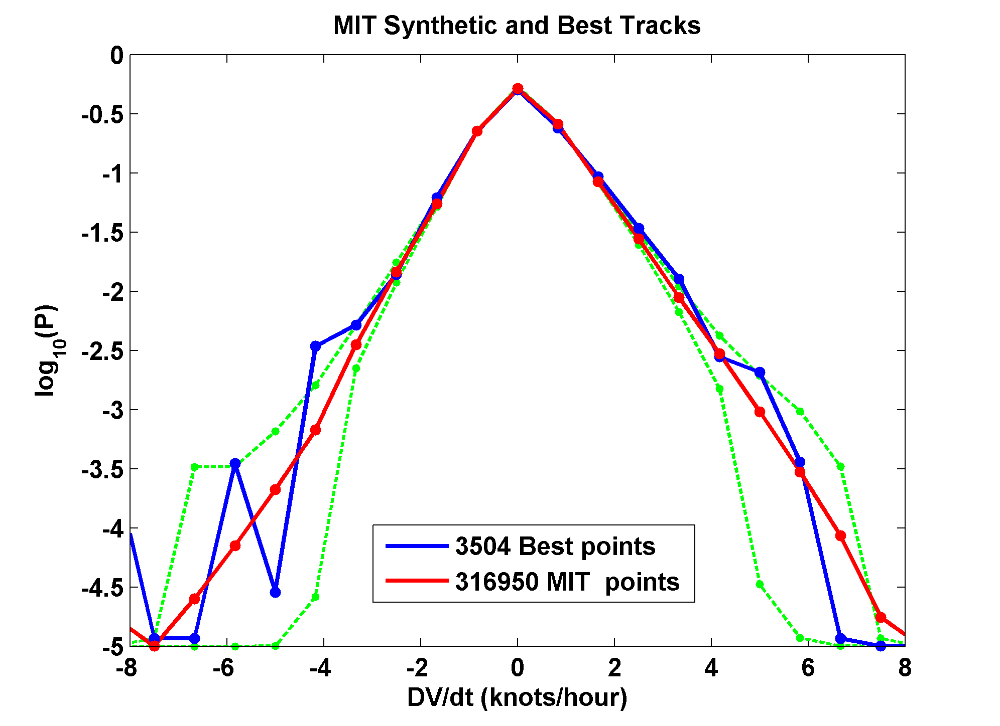 MIT Synthetic and Best Tracks
0
-0.5
-1
-1.5
-2
-2.5
-3
-3.5
-4
-4.5
-5
log10(P)
3504 Best points
316950 MIT  points
-8 -6 -4 -2 0 2 4 6 8
DV/dt (knots/hour)